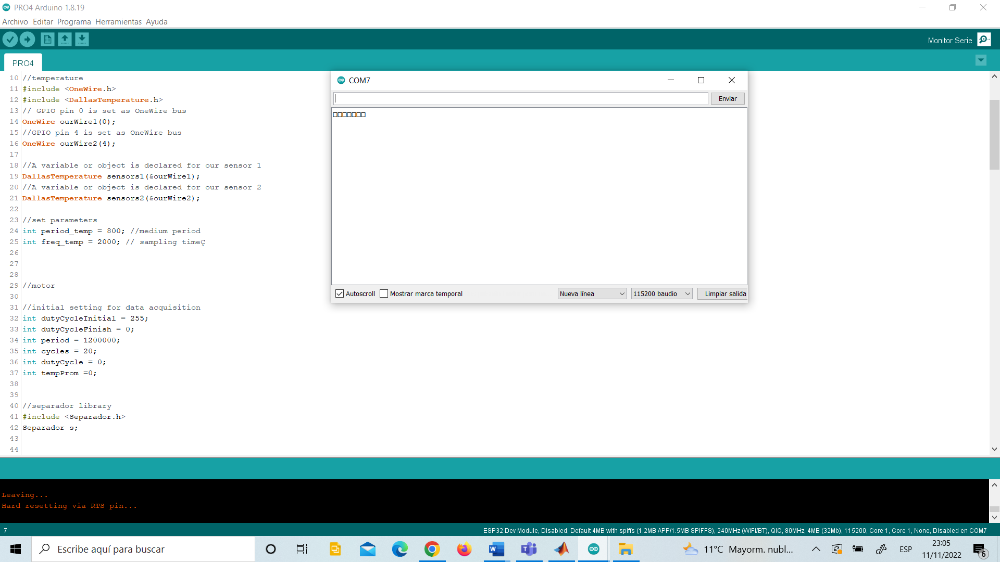 PRO4 Arduino 1.8.19
Archivo Editar Programa Herramientas Ayuda
Monitor Serie
PRO4
10 //temperature
11 #include <OneWire.h>
12 #include <DallasTemperature.h>
13 // GPIO pin 0 is set as OneWire bus
14 OneWire ourWire1(0);
15 //GPIO pin 4 is set as OneWire bus
16 OneWire ourWire2(4);
17
18 //A variable or object is declared for our sensor 1
19 DallasTemperature sensors1(&ourWire1);
20 //A variable or object is declared for our sensor 2
21 DallasTemperature sensors2(&ourWire2);
22
23 //set parameters
24 int period_temp = 800; //medium period
25 int freq_temp = 2000; // sampling timeÇ
26
27
28
29 //motor
30
31 //initial setting for data acquisition
32 int dutyCycleInitial = 255;
33 int dutyCycleFinish = 0;
34 int period = 1200000;
35 int cycles = 20;
36 int dutyCycle = 0;
37 int tempProm =0;
38
39
40 //separador library
41 #include <Separador.h>
42 Separador s;
43
44
COM7
Enviar
□□□□□□□
Autoscroll Mostrar marca temporal Nueva línea 115200 baudio Limpiar salida
Leaving...
Hard resetting via RTS pin...
7 ESP32 Dev Module, Disabled, Default 4MB with spiffs (1.2MB APP/1.5MB SPIFFS), 240MHz (WiFi/BT), QIO, 80MHz, 4MB (32Mb), 115200, Core 1, Core 1, None, Disabled en COM7
Escribe aquí para buscar
11°C Mayorm. nubl...
ESP
23:05
11/11/2022
6